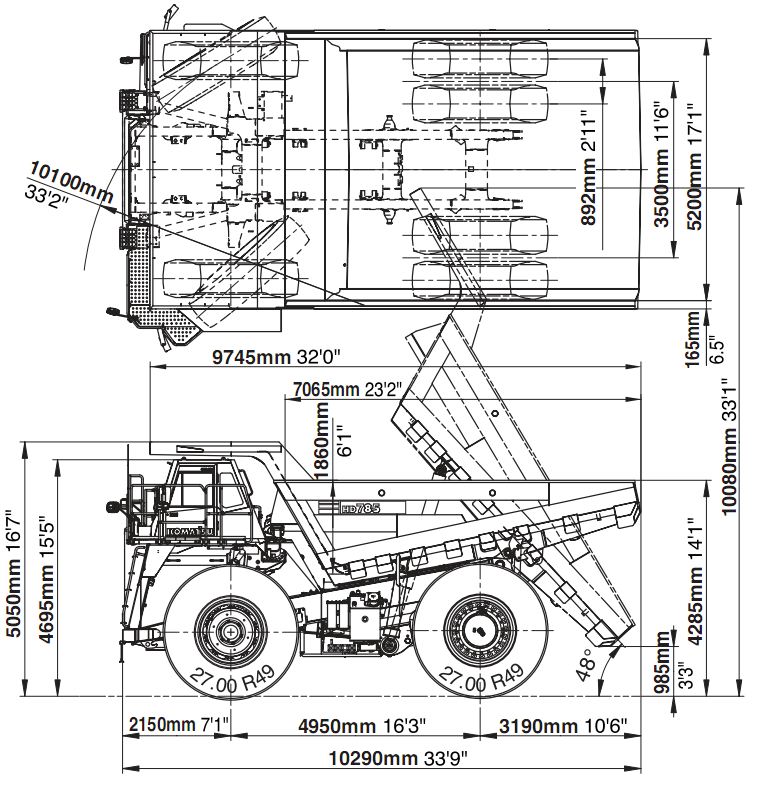 10100mm
33'2"
892mm 2'11"
3500mm 11'6"
5200mm 17'1"
165mm
6.5"
9745mm 32'0"
7065mm 23'2"
1860mm
6'1"
10080mm 33'1"
HD785
KOMATSU
5050mm 16'7"
4695mm 15'5"
4285mm 14'1"
985mm
3'3"
48°
27.00 R49
27.00 R49
2150mm 7'1"
4950mm 16'3"
3190mm 10'6"
10290mm 33'9"